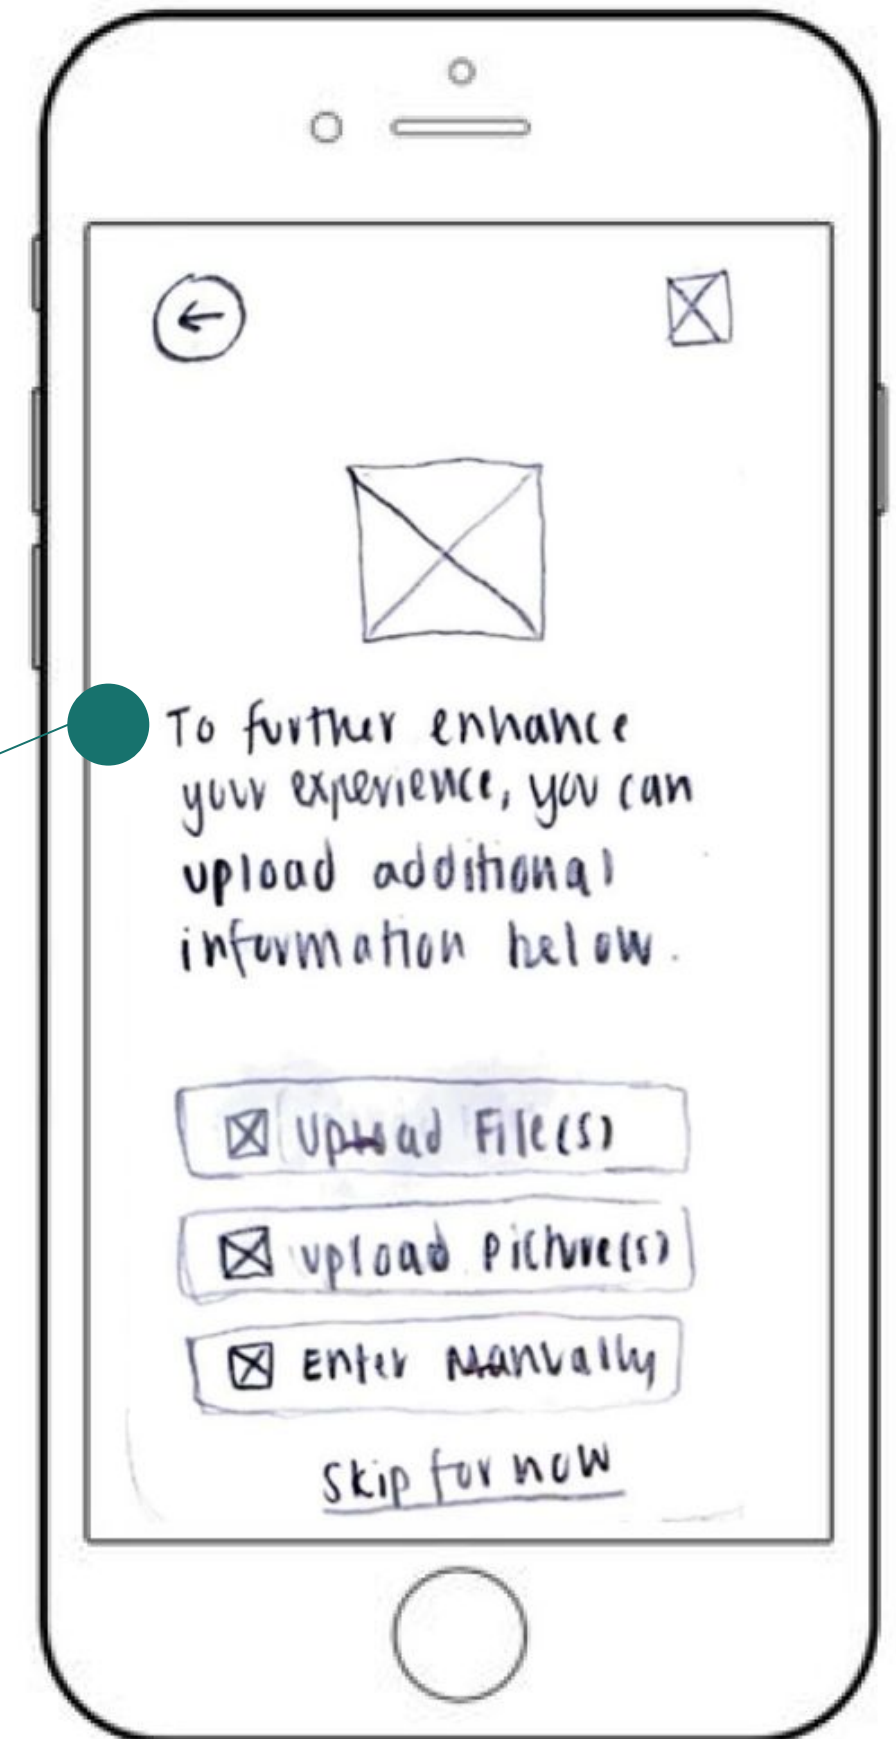 To further enhance
your experience, you can
upload additional
information below.
Upload File(s)
upload picture(s)
Enter Manually
Skip for now